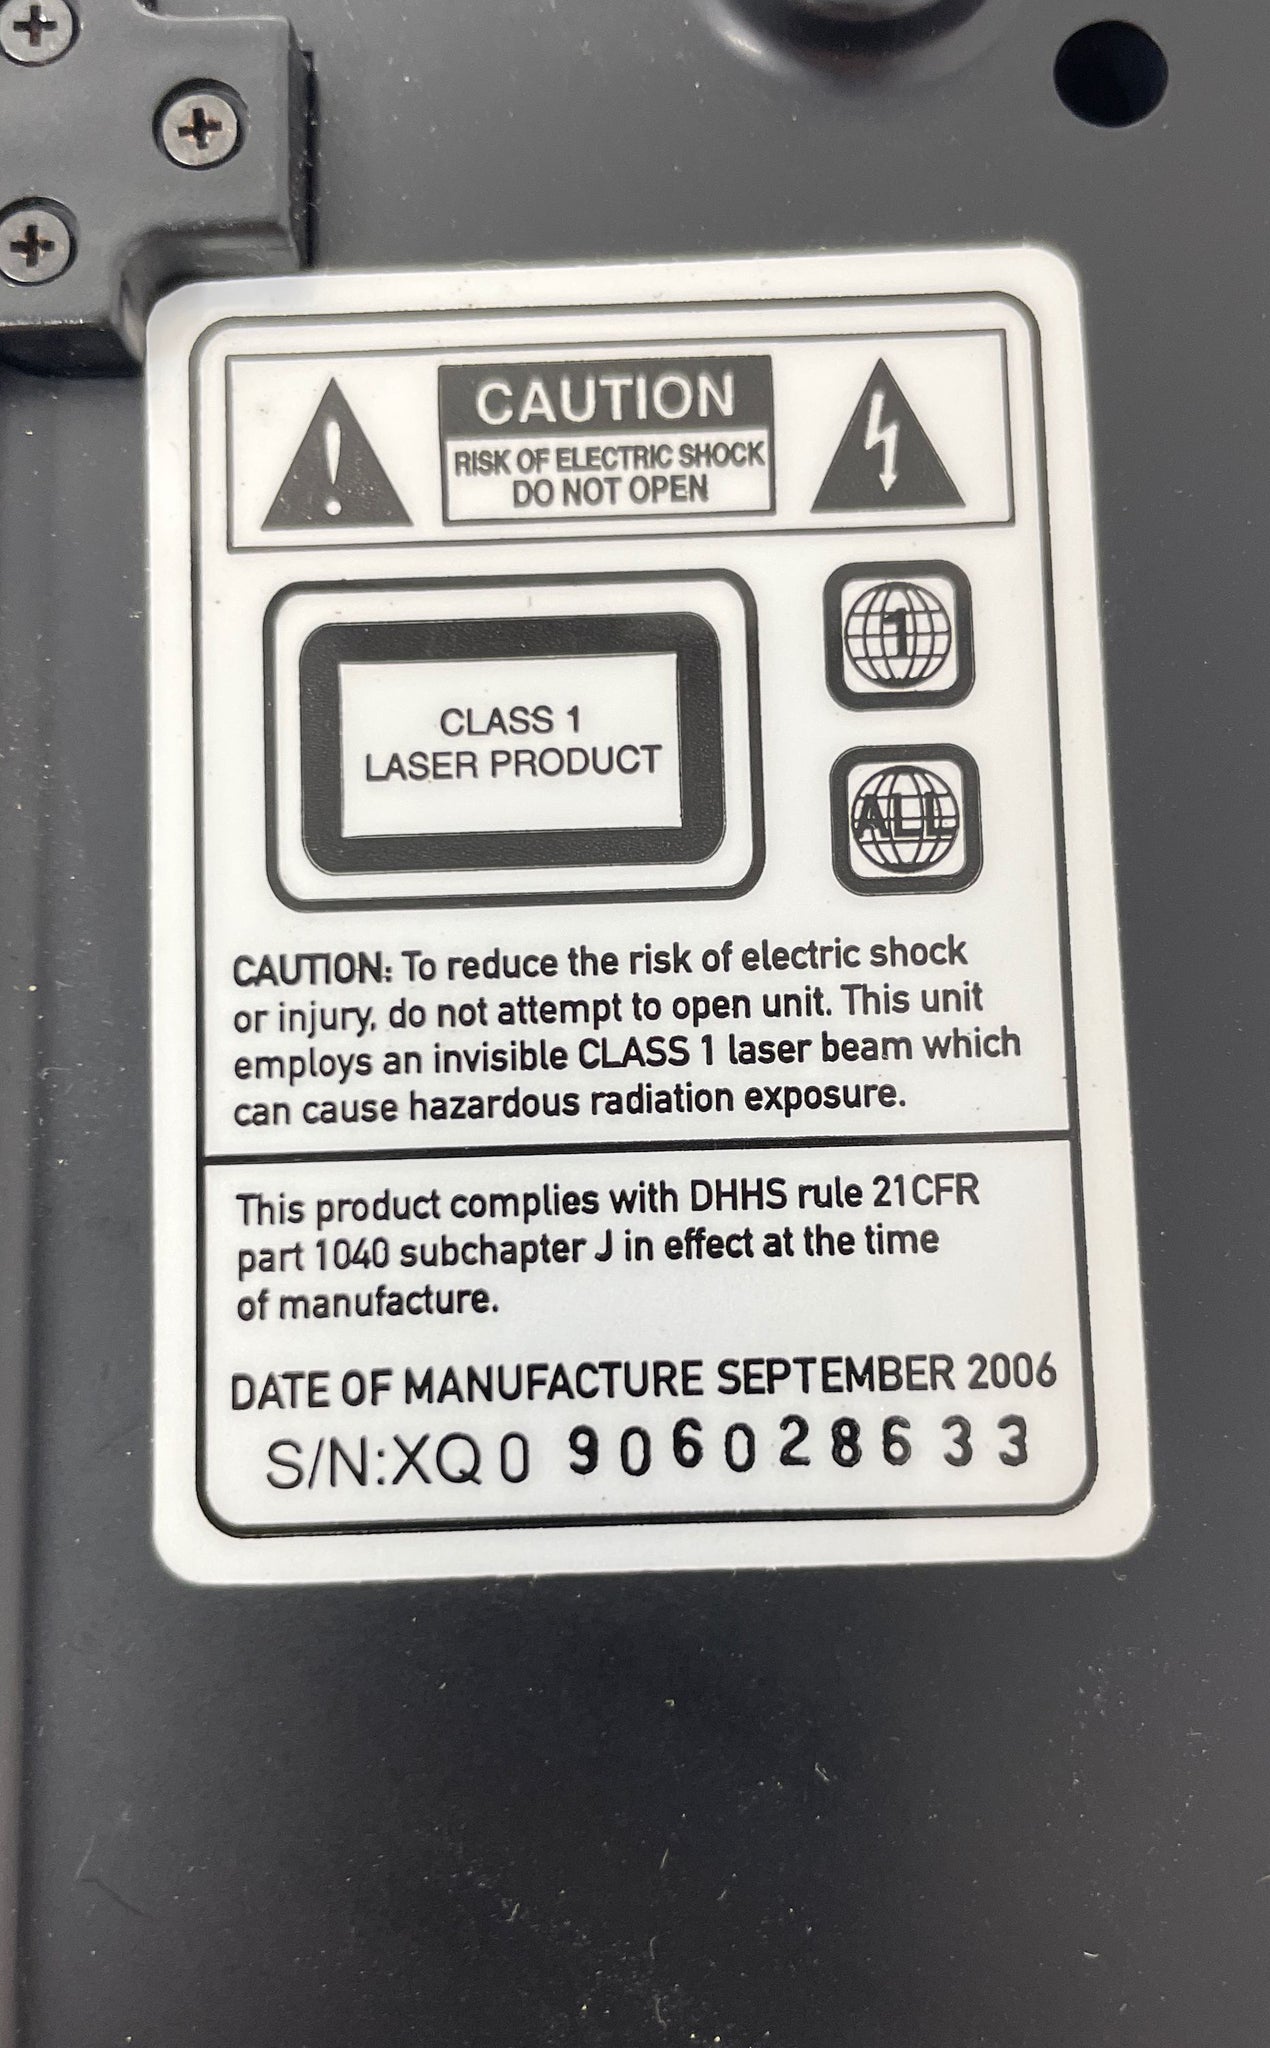 CAUTION
RISK OF ELECTRIC SHOCK
DO NOT OPEN
CLASS 1
LASER PRODUCT
1
ALL
CAUTION: To reduce the risk of electric shock
or injury, do not attempt to open unit. This unit
employs an invisible CLASS 1 laser beam which
can cause hazardous radiation exposure.
This product complies with DHHS rule 21CFR
part 1040 subchapter J in effect at the time
of manufacture.
DATE OF MANUFACTURE SEPTEMBER 2006
S/N:XQ0 906028633